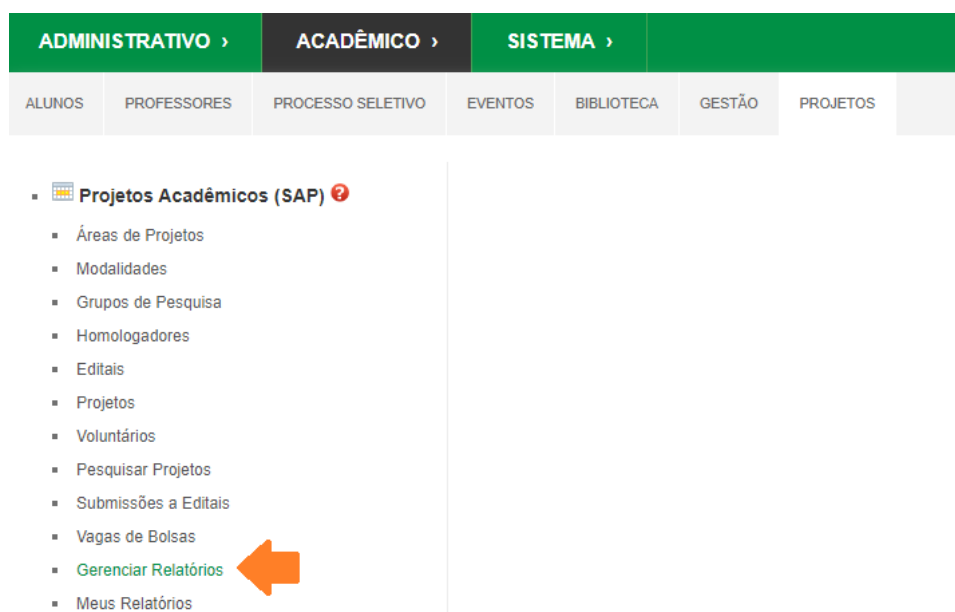 ADMINISTRATIVO › ACADÊMICO › SISTEMA ›
ALUNOS PROFESSORES PROCESSO SELETIVO EVENTOS BIBLIOTECA GESTÃO PROJETOS
Projetos Acadêmicos (SAP) ?
Áreas de Projetos
Modalidades
Grupos de Pesquisa
Homologadores
Editais
Projetos
Voluntários
Pesquisar Projetos
Submissões a Editais
Vagas de Bolsas
Gerenciar Relatórios
Meus Relatórios